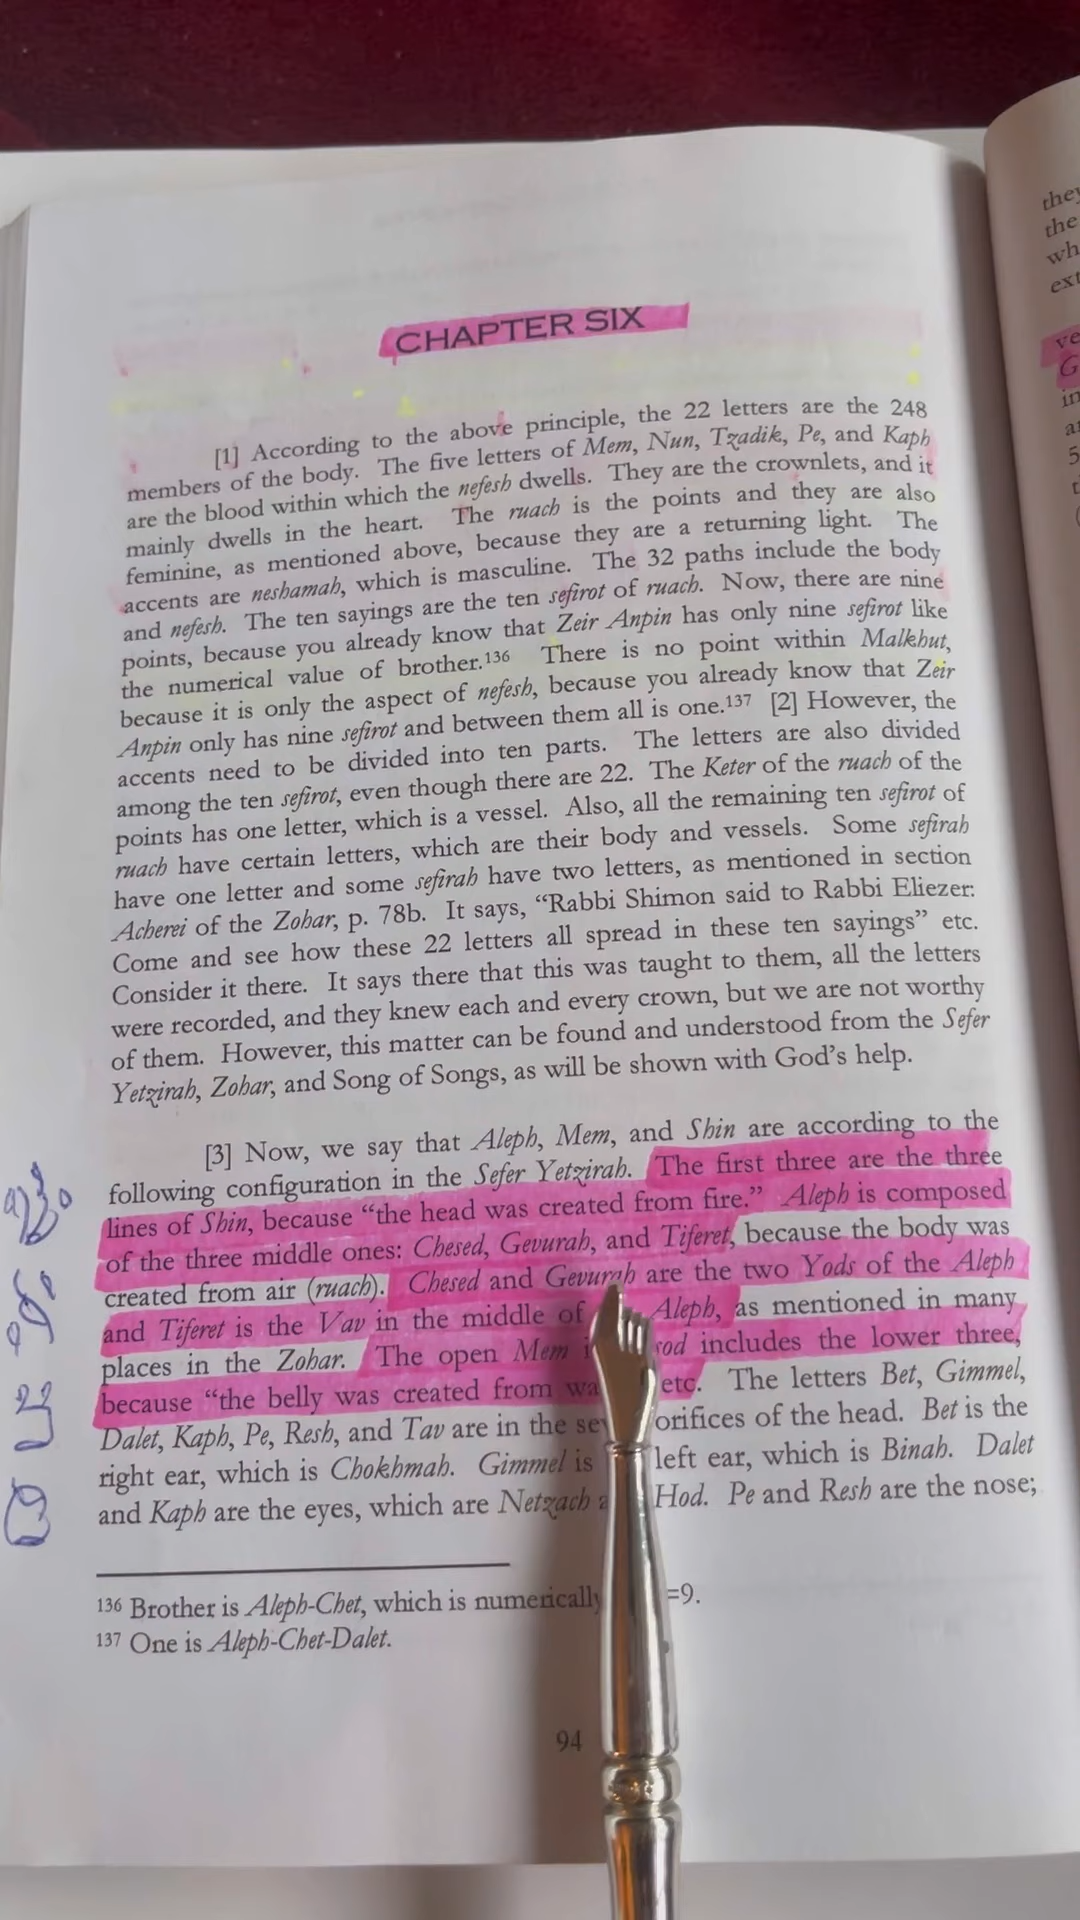 CHAPTER SIX
[1] According to the above principle, the 22 letters are the 248
members of the body. The five letters of Mem, Nun, Tzadik, Pe, and Kaph
are the blood within which the nefesh dwells. They are the crownlets, and it
mainly dwells in the heart. The ruach is the points and they are also
feminine, as mentioned above, because they are a returning light. The
accents are neshamah, which is masculine. The 32 paths include the body
and nefesh. The ten sayings are the ten sefirot of ruach. Now, there are nine
points, because you already know that Zeir Anpin has only nine sefirot like
the numerical value of brother.136 There is no point within Malkhut,
because it is only the aspect of nefesh, because you already know that Zeir
Anpin only has nine sefirot and between them all is one.137 [2] However, the
accents need to be divided into ten parts. The letters are also divided
among the ten sefirot, even though there are 22. The Keter of the ruach of the
points has one letter, which is a vessel. Also, all the remaining ten sefirot of
ruach have certain letters, which are their body and vessels. Some sefirah
have one letter and some sefirah have two letters, as mentioned in section
Acherei of the Zohar, p. 78b. It says, “Rabbi Shimon said to Rabbi Eliezer:
Come and see how these 22 letters all spread in these ten sayings” etc.
Consider it there. It says there that this was taught to them, all the letters
were recorded, and they knew each and every crown, but we are not worthy
of them. However, this matter can be found and understood from the Sefer
Yetzirah, Zohar, and Song of Songs, as will be shown with God’s help.
[3] Now, we say that Aleph, Mem, and Shin are according to the
following configuration in the Sefer Yetzirah. The first three are the three
lines of Shin, because “the head was created from fire.” Aleph is composed
of the three middle ones: Chesed, Gevurah, and Tiferet, because the body was
created from air (ruach). Chesed and Gevurah are the two Yods of the Aleph
and Tiferet is the Vav in the middle of Aleph, as mentioned in many
places in the Zohar. The open Mem includes the lower three,
because “the belly was created from etc. The letters Bet, Gimmel,
Dalet, Kaph, Pe, Resh, and Tav are in the orifices of the head. Bet is the
right ear, which is Chokhmah. Gimmel is left ear, which is Binah. Dalet
and Kaph are the eyes, which are Netzach Hod. Pe and Resh are the nose;
136 Brother is Aleph-Chet, which is numerically =9.
137 One is Aleph-Chet-Dalet.
94
they
the